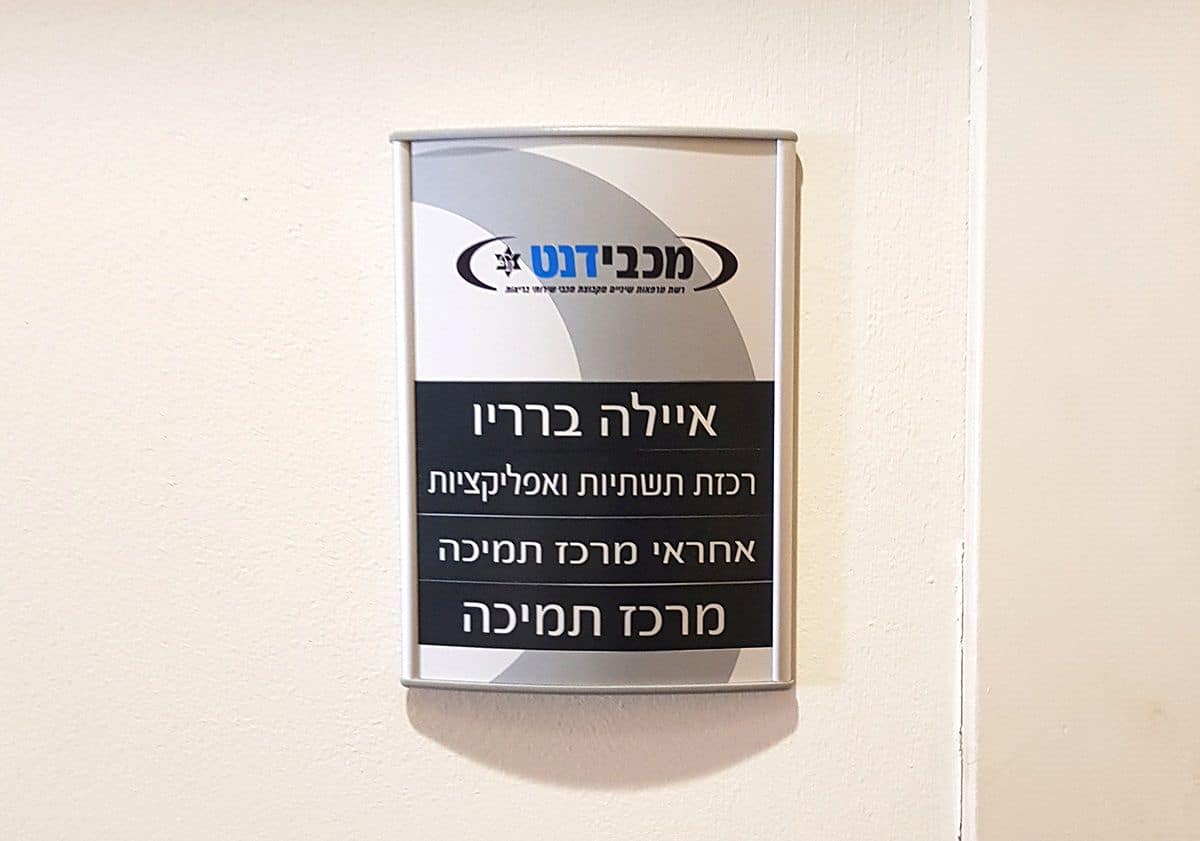 מכבידנט
רשת מרפאות שיניים מקבוצת מכבי שירותי בריאות
איילה ברריו
רכזת תשתיות ואפליקציות
אחראי מרכז תמיכה
מרכז תמיכה